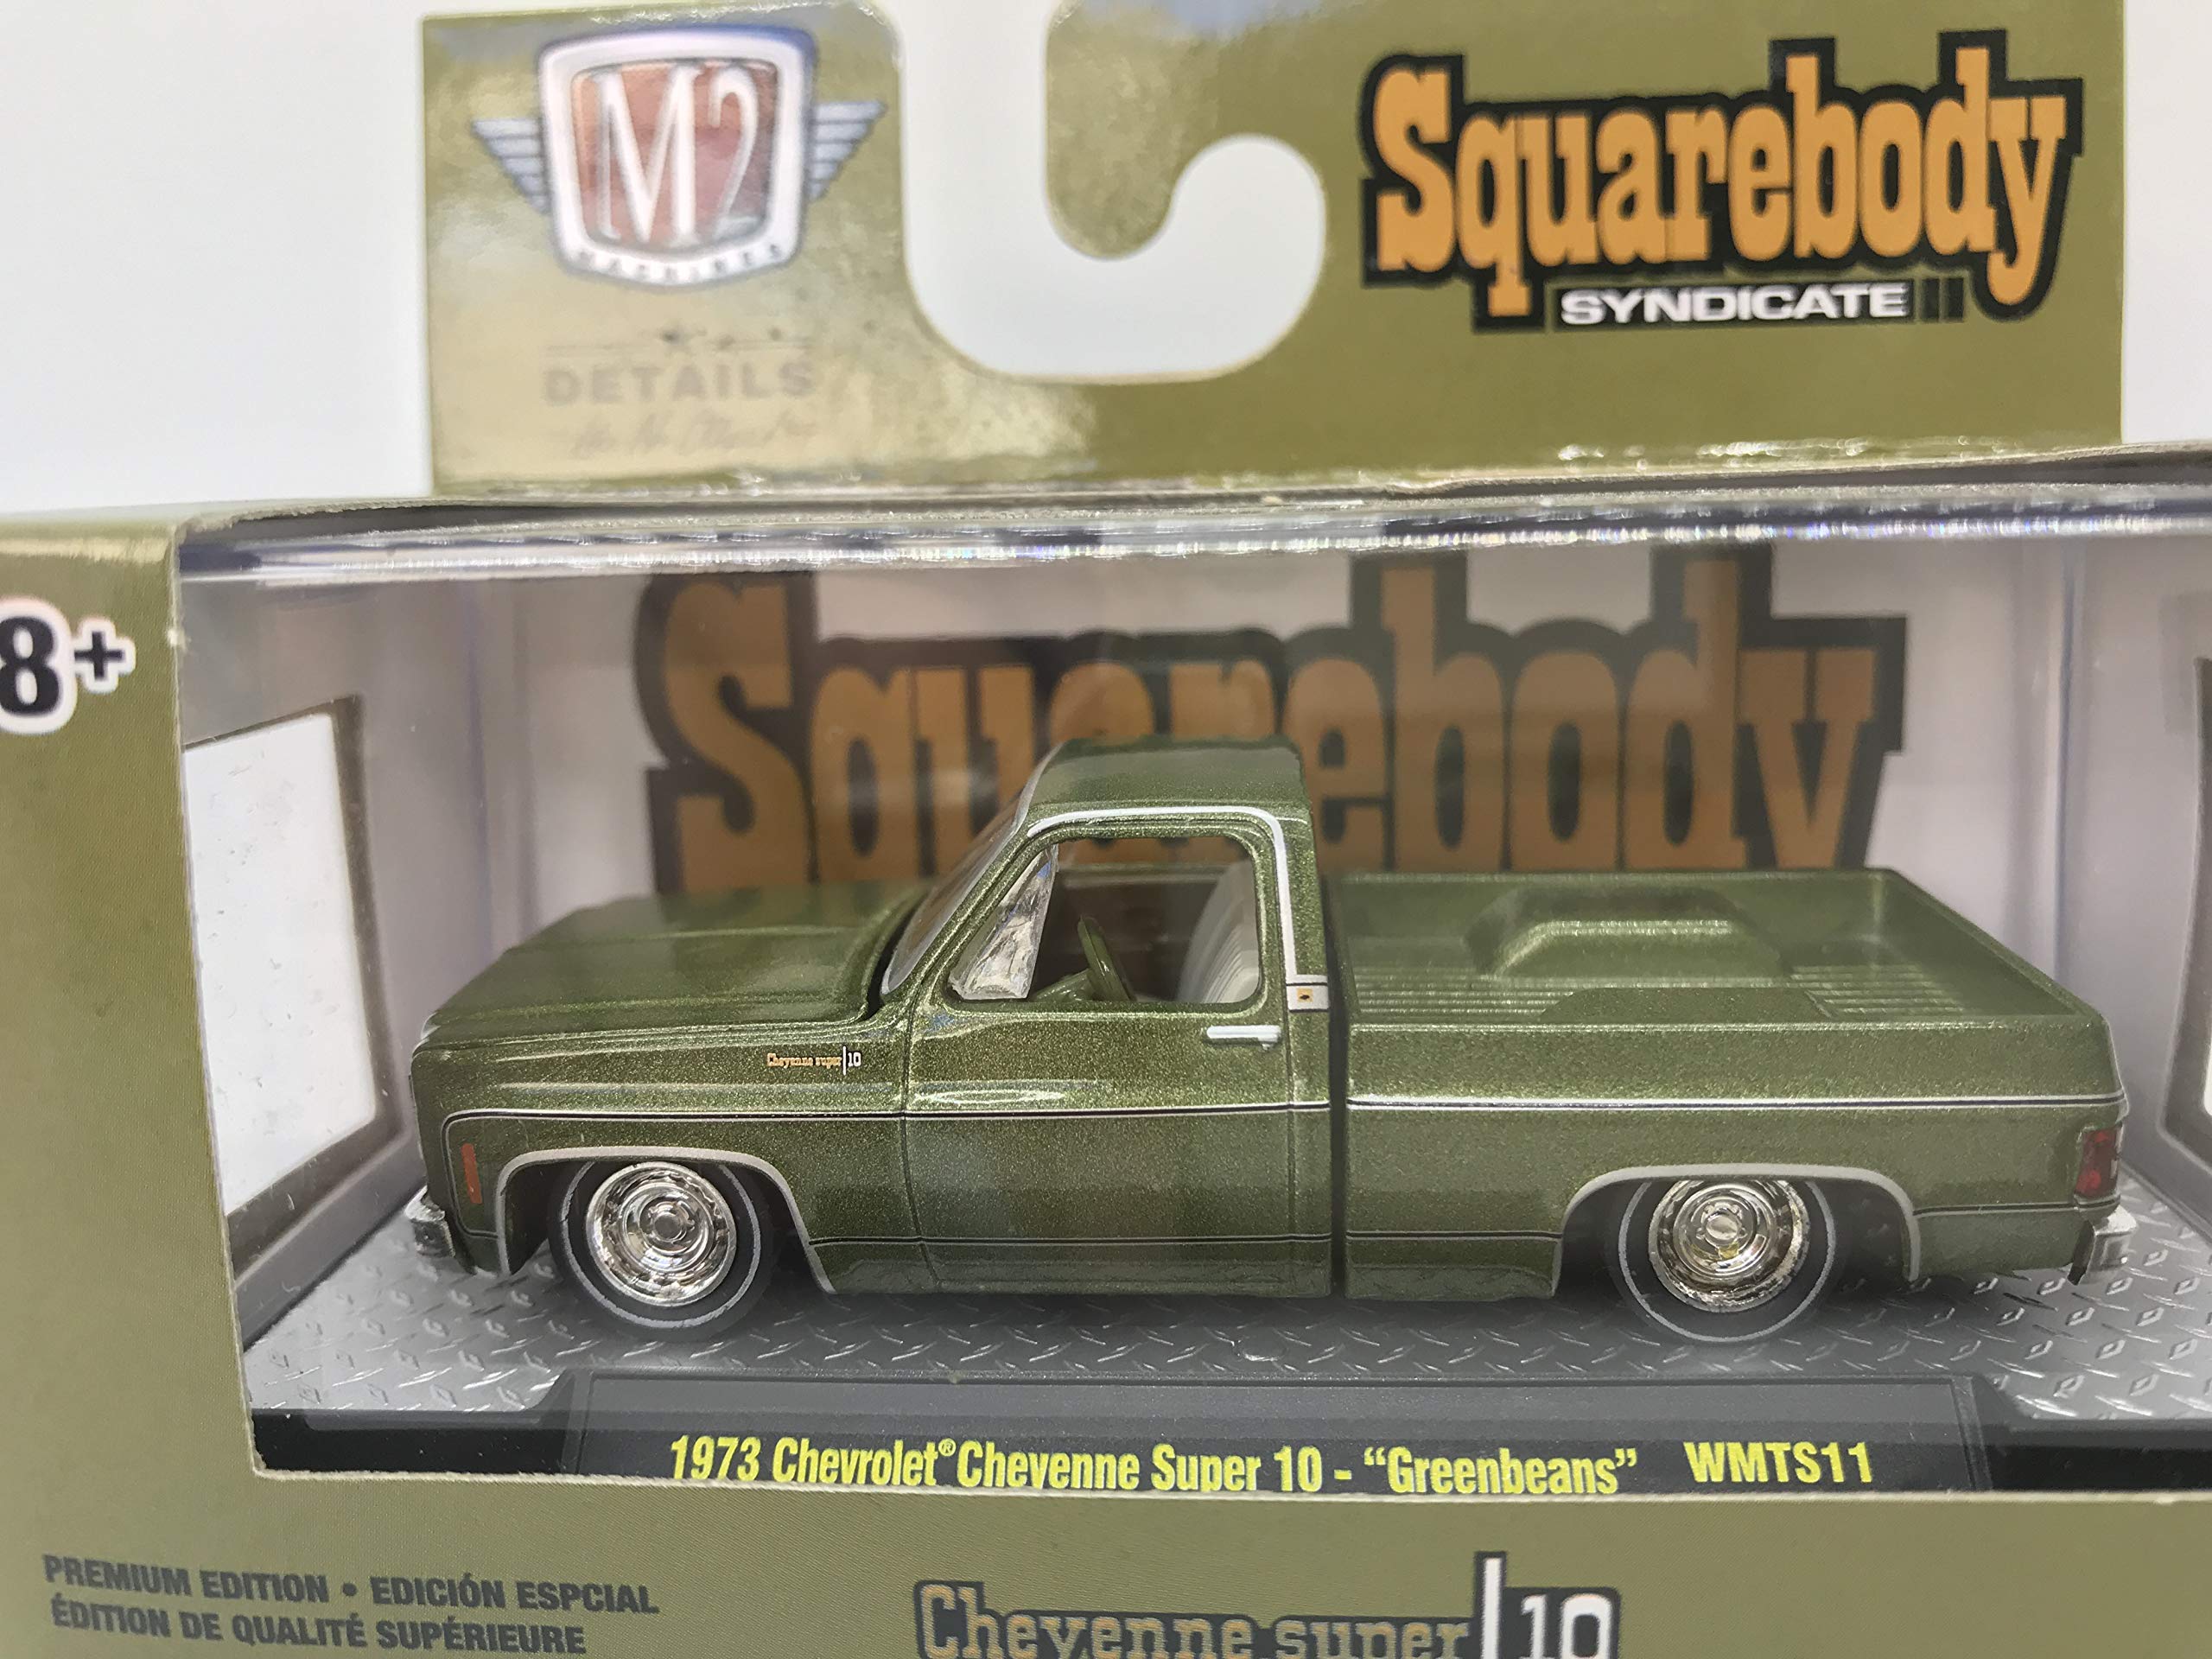 M2
MACHINES
DETAILS
Squarebody
SYNDICATE
8+
Squarebody
Cheyenne super 10
1973 Chevrolet® Cheyenne Super 10 - “Greenbeans” WMTS11
PREMIUM EDITION • EDICIÓN ESPCIAL
ÉDITION DE QUALITÉ SUPÉRIEURE
Cheyenne super 10